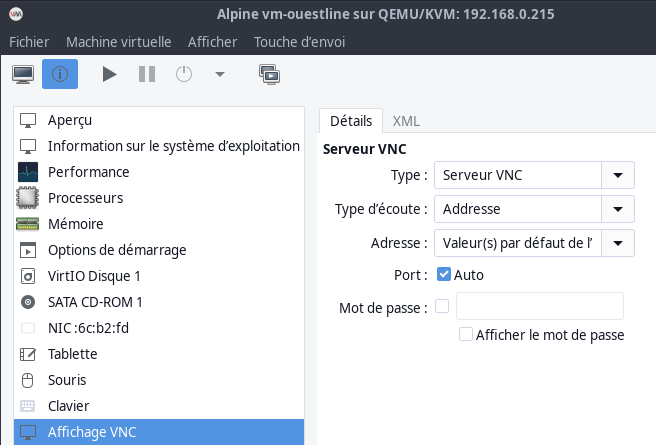 Alpine vm-ouestline sur QEMU/KVM: 192.168.0.215
Fichier Machine virtuelle Afficher Touche d'envoi
Aperçu
Information sur le système d'exploitation
Performance
Processeurs
Mémoire
Options de démarrage
VirtIO Disque 1
SATA CD-ROM 1
NIC :6c:b2:fd
Tablette
Souris
Clavier
Affichage VNC
Détails XML
Serveur VNC
Type : Serveur VNC
Type d'écoute : Adresse
Adresse : Valeur(s) par défaut de l'
Port : Auto
Mot de passe :
Afficher le mot de passe